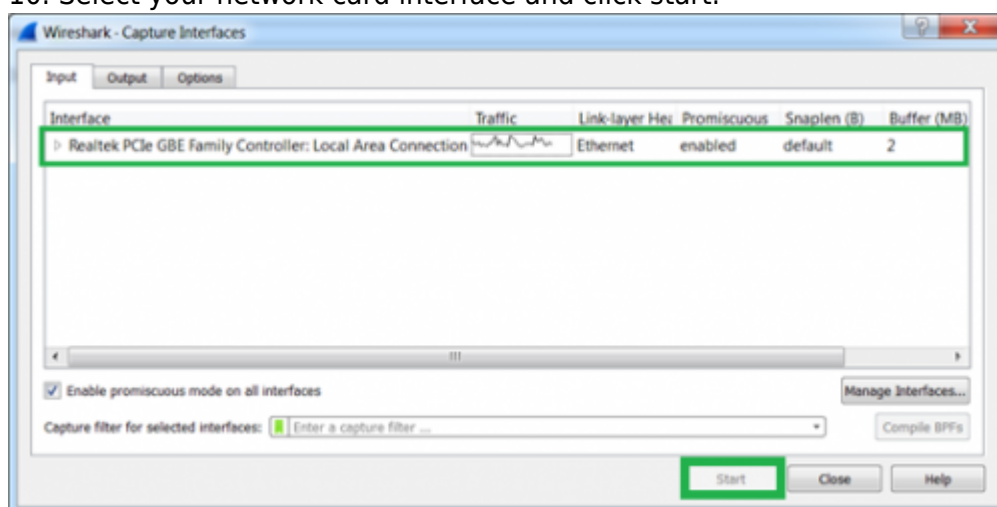 10. Select your network card interface and click start.
Wireshark - Capture Interfaces
Input Output Options
Interface Traffic Link-layer Hea Promiscuous Snaplen (B) Buffer (MB)
Realtek PCIe GBE Family Controller: Local Area Connection Ethernet enabled default 2
Enable promiscuous mode on all interfaces Manage Interfaces...
Capture filter for selected interfaces: Enter a capture filter ... Compile BPFs
Start Close Help